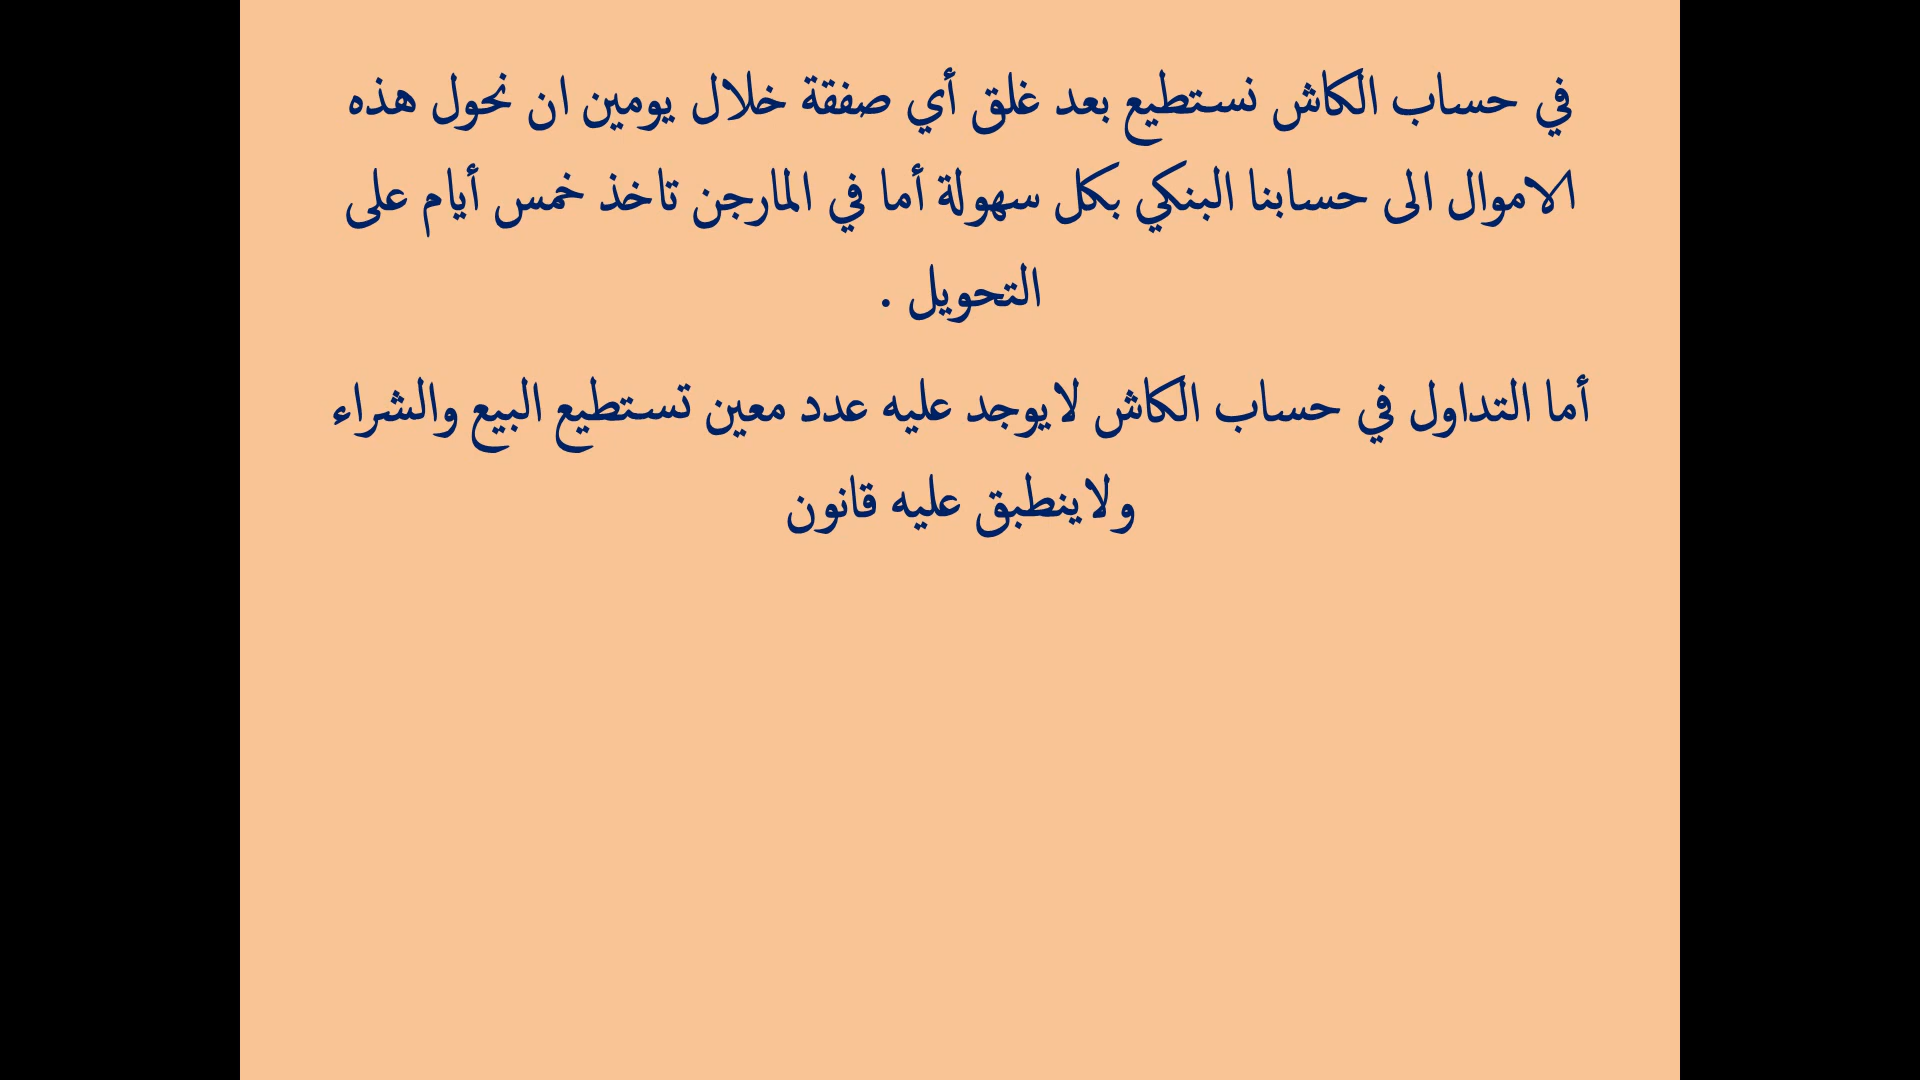 في حساب الكاش نستطيع بعد غلق أي صفقة خلال يومين ان نحول هذه
الاموال الى حسابنا البنكي بكل سهولة أما في المارجن تاخذ خمس أيام على
التحويل .
أما التداول في حساب الكاش لايوجد عليه عدد معين تستطيع البيع والشراء
ولاينطبق عليه قانون